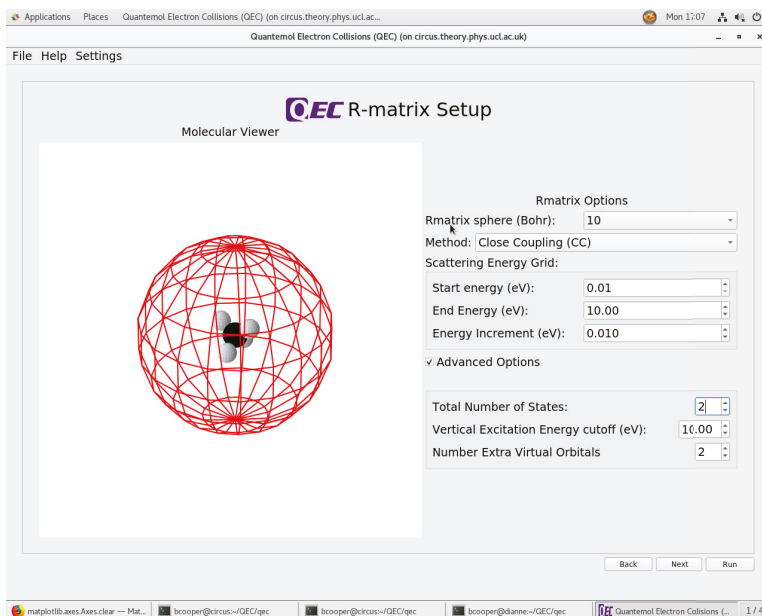 Applications Places Quantemol Electron Collisions (QEC) (on circus.theory.phys.ucl.ac... Mon 17:07
Quantemol Electron Collisions (QEC) (on circus.theory.phys.ucl.ac.uk)
File Help Settings
QEC R-matrix Setup
Molecular Viewer
Rmatrix Options
Rmatrix sphere (Bohr): 10
Method: Close Coupling (CC)
Scattering Energy Grid:
Start energy (eV): 0.01
End Energy (eV): 10.00
Energy Increment (eV): 0.010
Advanced Options
Total Number of States: 2
Vertical Excitation Energy cutoff (eV): 10.00
Number Extra Virtual Orbitals 2
Back Next Run
matplotlib.axes.Axes.clear — Mat... bcooper@circus:~/QEC/qec bcooper@circus:~/QEC/qec bcooper@dianne:~/QEC/qec QEC Quantemol Electron Collisions (... 1 / 4